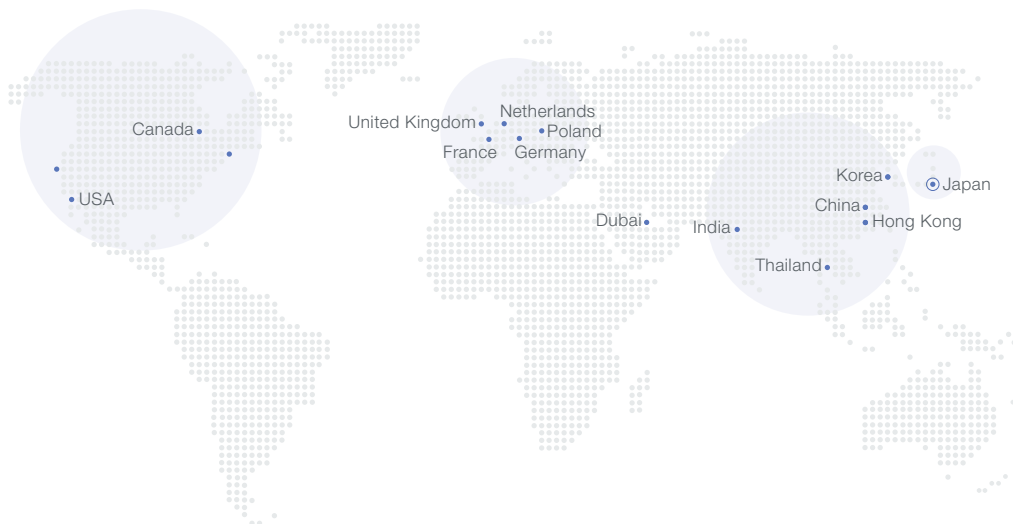 Netherlands
United Kingdom
Canada
Poland
France
Germany
Korea
Japan
USA
China
Dubai
Hong Kong
India
Thailand